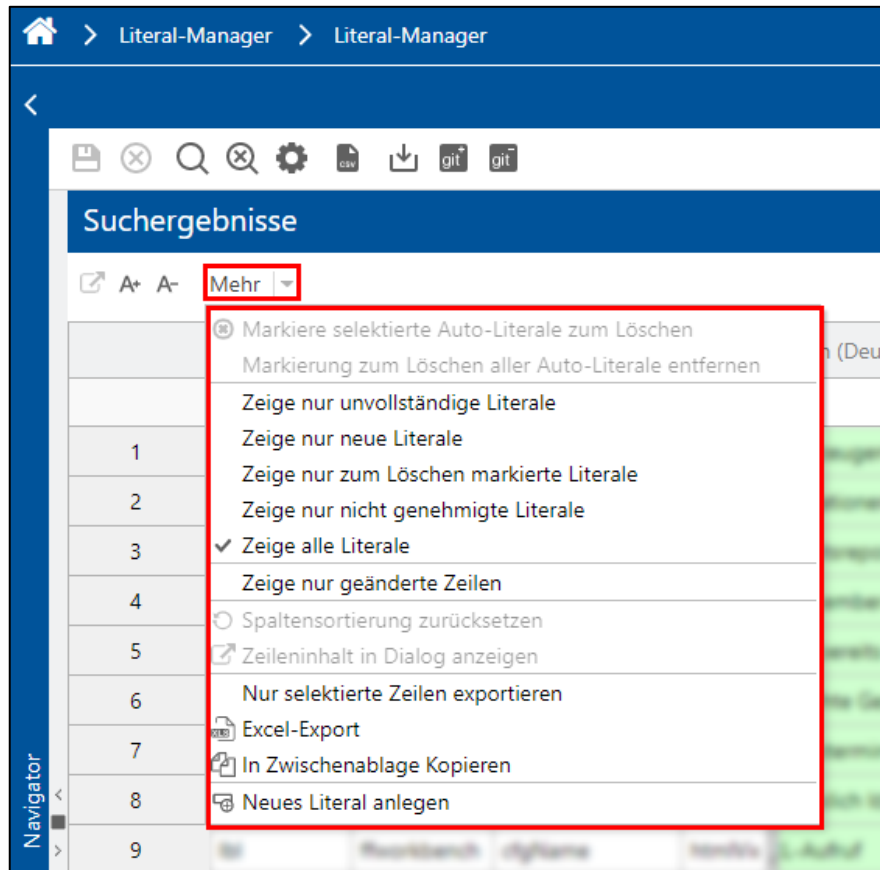 Literal-Manager Literal-Manager
csv git+ git-
Suchergebnisse
A+ A- Mehr
Markiere selektierte Auto-Literale zum Löschen
Markierung zum Löschen aller Auto-Literale entfernen
n (Deu
Zeige nur unvollständige Literale
Zeige nur neue Literale
1
Zeige nur zum Löschen markierte Literale
2
Zeige nur nicht genehmigte Literale
3
Zeige alle Literale
Zeige nur geänderte Zeilen
4
Spaltensortierung zurücksetzen
5
Zeileninhalt in Dialog anzeigen
6
Nur selektierte Zeilen exportieren
XLS Excel-Export
7
In Zwischenablage Kopieren
8
Neues Literal anlegen
9
Navigator